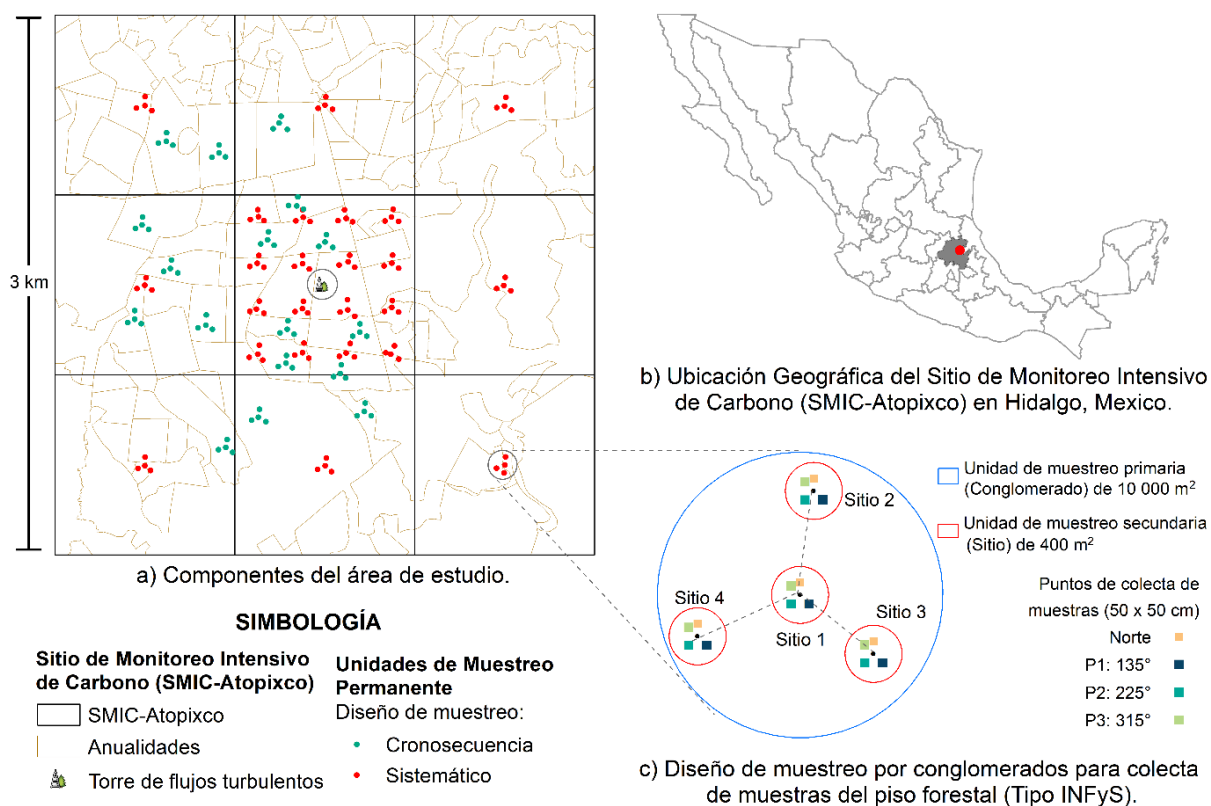 3 km
a) Componentes del área de estudio.
b) Ubicación Geográfica del Sitio de Monitoreo Intensivo
de Carbono (SMIC-Atopixco) en Hidalgo, Mexico.
SIMBOLOGÍA
Sitio de Monitoreo Intensivo
de Carbono (SMIC-Atopixco)
SMIC-Atopixco
Anualidades
Torre de flujos turbulentos
Unidades de Muestreo
Permanente
Diseño de muestreo:
Cronosecuencia
Sistemático
Sitio 2
Sitio 4
Sitio 3
Sitio 1
Unidad de muestreo primaria
(Conglomerado) de 10 000 m²
Unidad de muestreo secundaria
(Sitio) de 400 m²
Puntos de colecta de
muestras (50 x 50 cm)
Norte
P1: 135°
P2: 225°
P3: 315°
c) Diseño de muestreo por conglomerados para colecta
de muestras del piso forestal (Tipo INFyS).